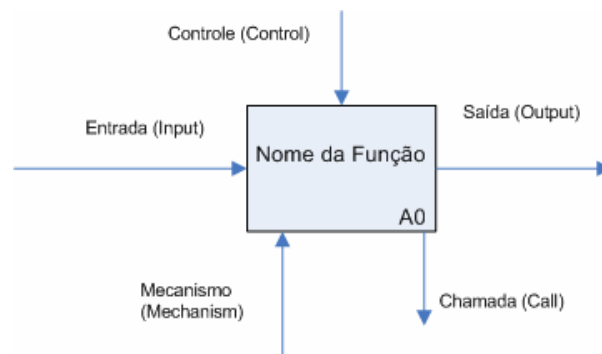 Controle (Control)
Entrada (Input)
Saída (Output)
Nome da Função
A0
Mecanismo
(Mechanism)
Chamada (Call)